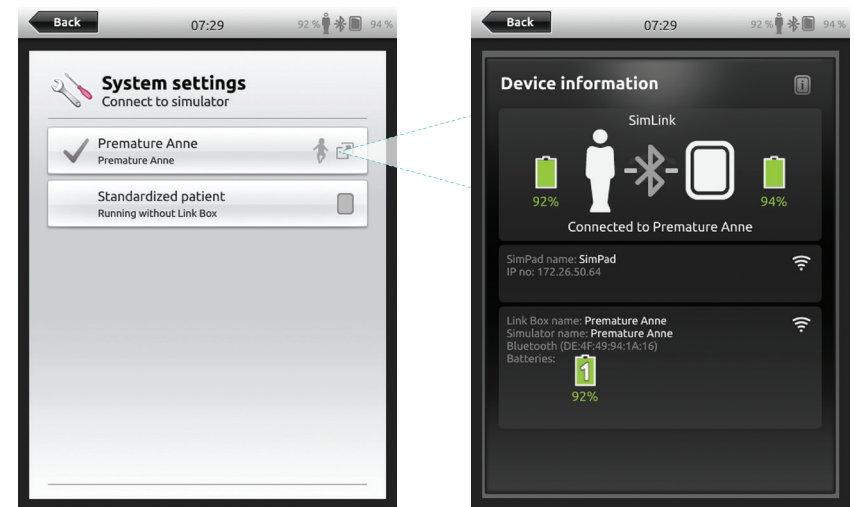 Back
07:29
92 %
94 %
System settings
Connect to simulator
Premature Anne
Premature Anne
Standardized patient
Running without Link Box
Back
07:29
92 %
94 %
Device information
SimLink
92%
94%
Connected to Premature Anne
SimPad name: SimPad
IP no: 172.26.50.64
Link Box name: Premature Anne
Simulator name: Premature Anne
Bluetooth (DE:4F:49:94:1A:16)
Batteries:
1
92%